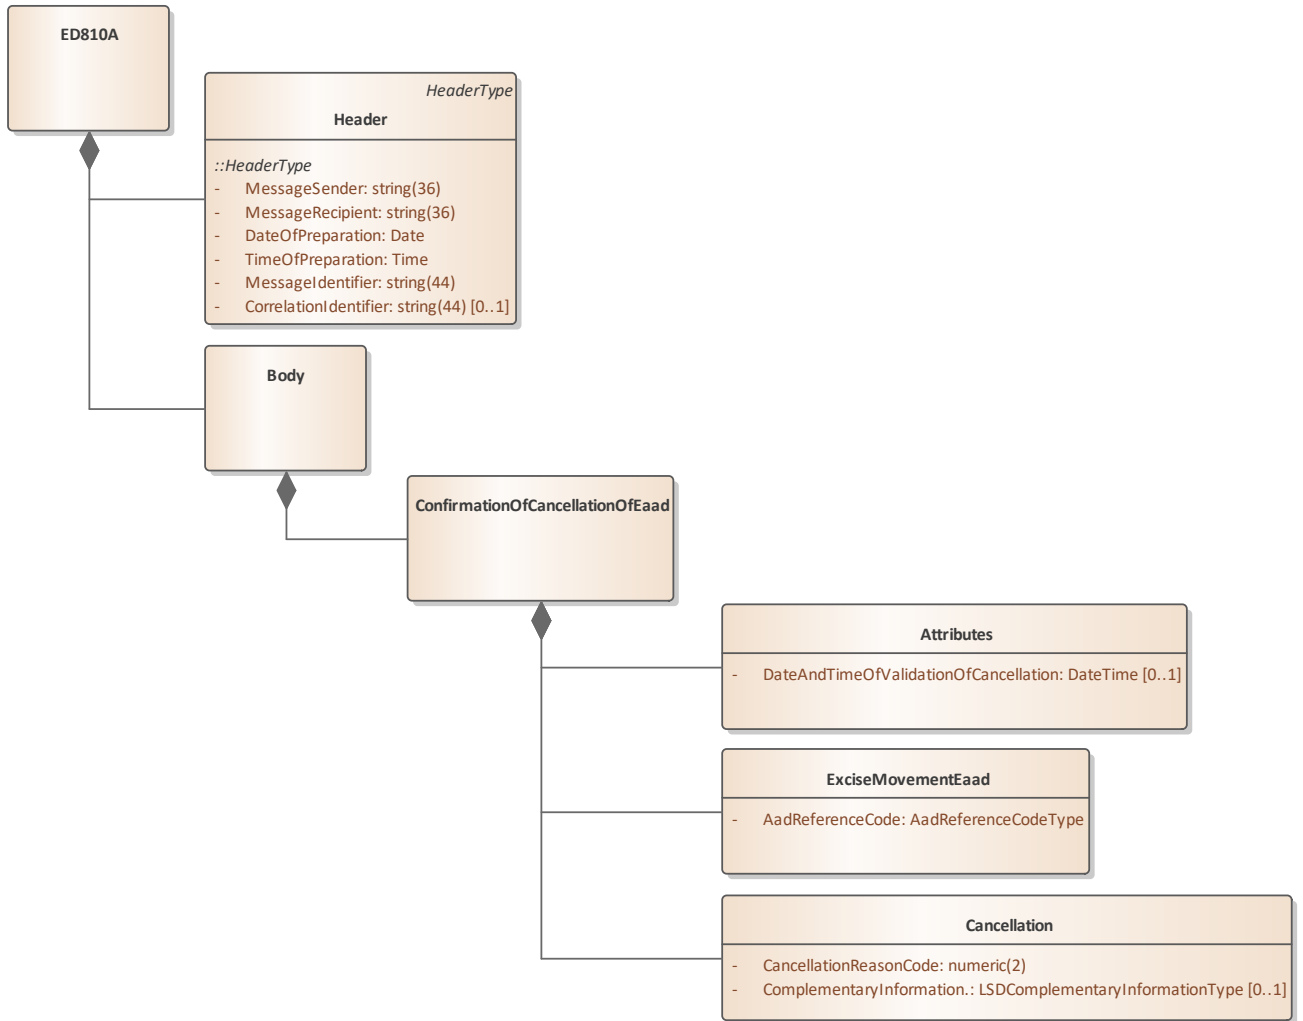 ED810A
HeaderType
Header
::HeaderType
- MessageSender: string(36)
- MessageRecipient: string(36)
- DateOfPreparation: Date
- TimeOfPreparation: Time
- MessageIdentifier: string(44)
- CorrelationIdentifier: string(44) [0..1]
Body
ConfirmationOfCancellationOfEaad
Attributes
- DateAndTimeOfValidationOfCancellation: DateTime [0..1]
ExciseMovementEaad
- AadReferenceCode: AadReferenceCodeType
Cancellation
- CancellationReasonCode: numeric(2)
- ComplementaryInformation.: LSDComplementaryInformationType [0..1]